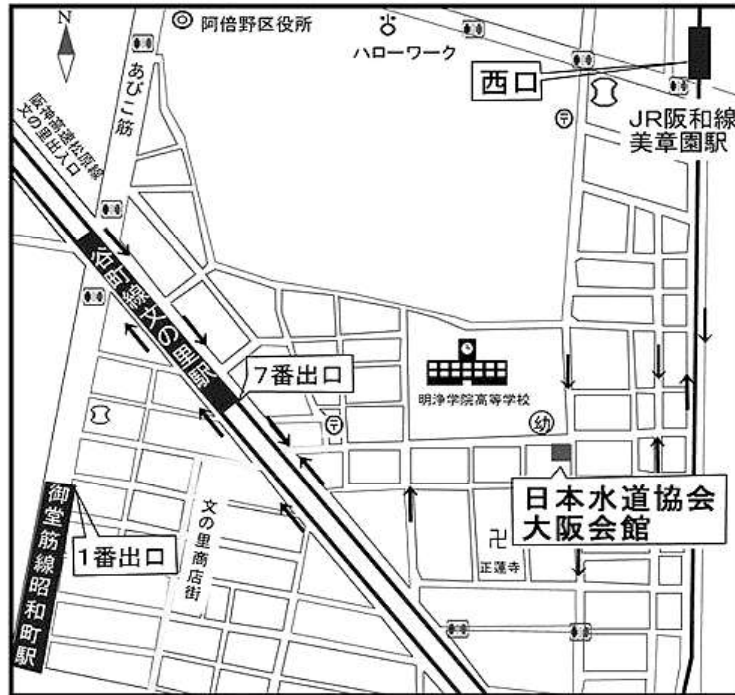 N
阿倍野区役所
ハローワーク
西口
あびこ筋
阪神高速松原線
文の里出入口
JR阪和線
美章園駅
谷町線文の里駅
7番出口
明浄学院高等学校
幼
日本水道協会
大阪会館
御堂筋線昭和町駅
1番出口
文の里商店街
卍
正蓮寺